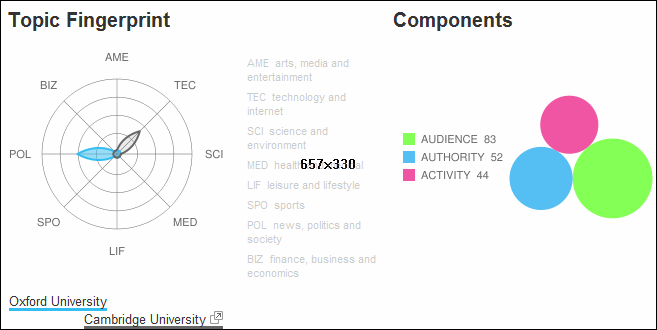 Topic Fingerprint
AME
BIZ
TEC
POL
SCI
SPO
MED
LIF
AME arts, media and
entertainment
TEC technology and
internet
SCI science and
environment
MED
657×330
LIF leisure and lifestyle
SPO sports
POL news, politics and
society
BIZ finance, business and
economics
Oxford University
Cambridge University
Components
AUDIENCE 83
AUTHORITY 52
ACTIVITY 44